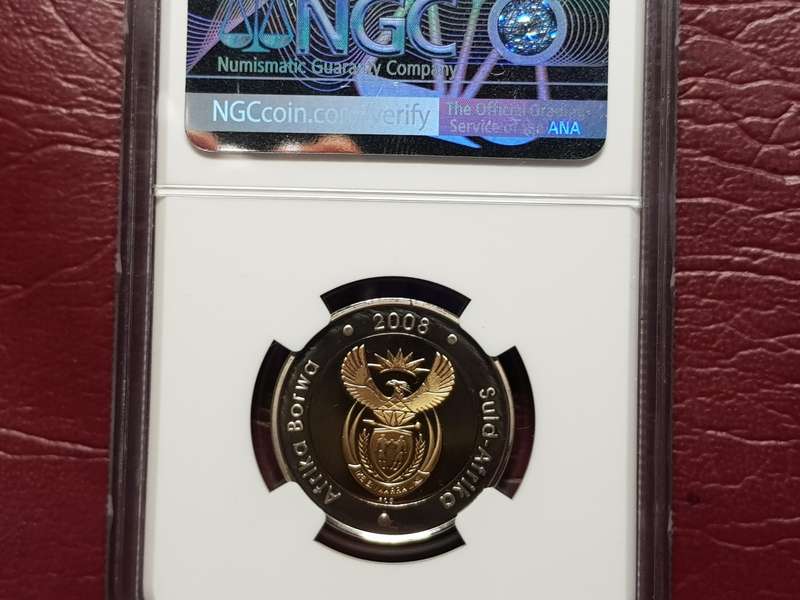 NGC
Numismatic Guaranty Company
NGCcoin.com/verify
The Official Grading
Service of the ANA
2008
Afrika Borwa
Suid-Afrika